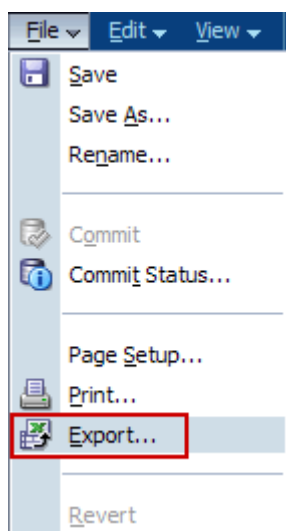 File Edit View
Save
Save As...
Rename...
Commit
Commit Status...
Page Setup...
Print...
Export...
Revert